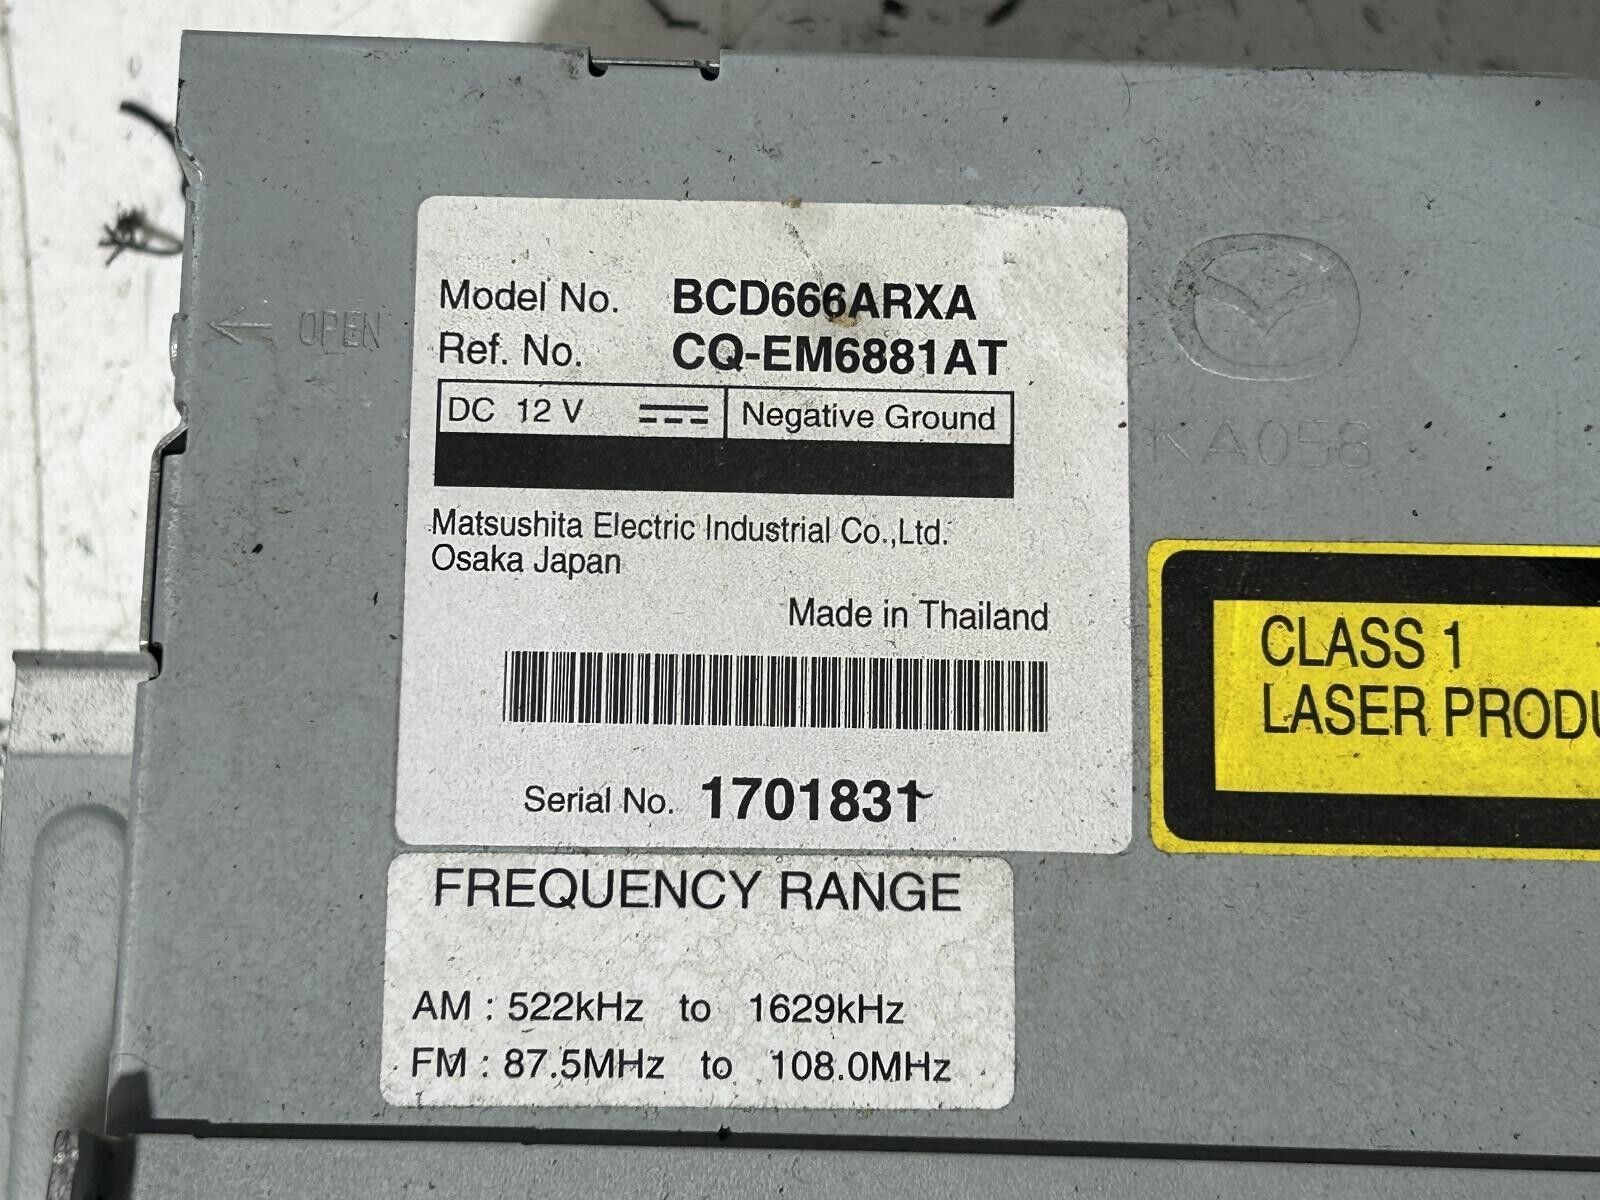 ← OPEN
Model No. BCD666ARXA
Ref. No. CQ-EM6881AT
DC 12 V Negative Ground
Matsushita Electric Industrial Co.,Ltd.
Osaka Japan
Made in Thailand
Serial No. 1701831
KA058
CLASS 1
LASER PRODU
FREQUENCY RANGE
AM : 522kHz to 1629kHz
FM : 87.5MHz to 108.0MHz